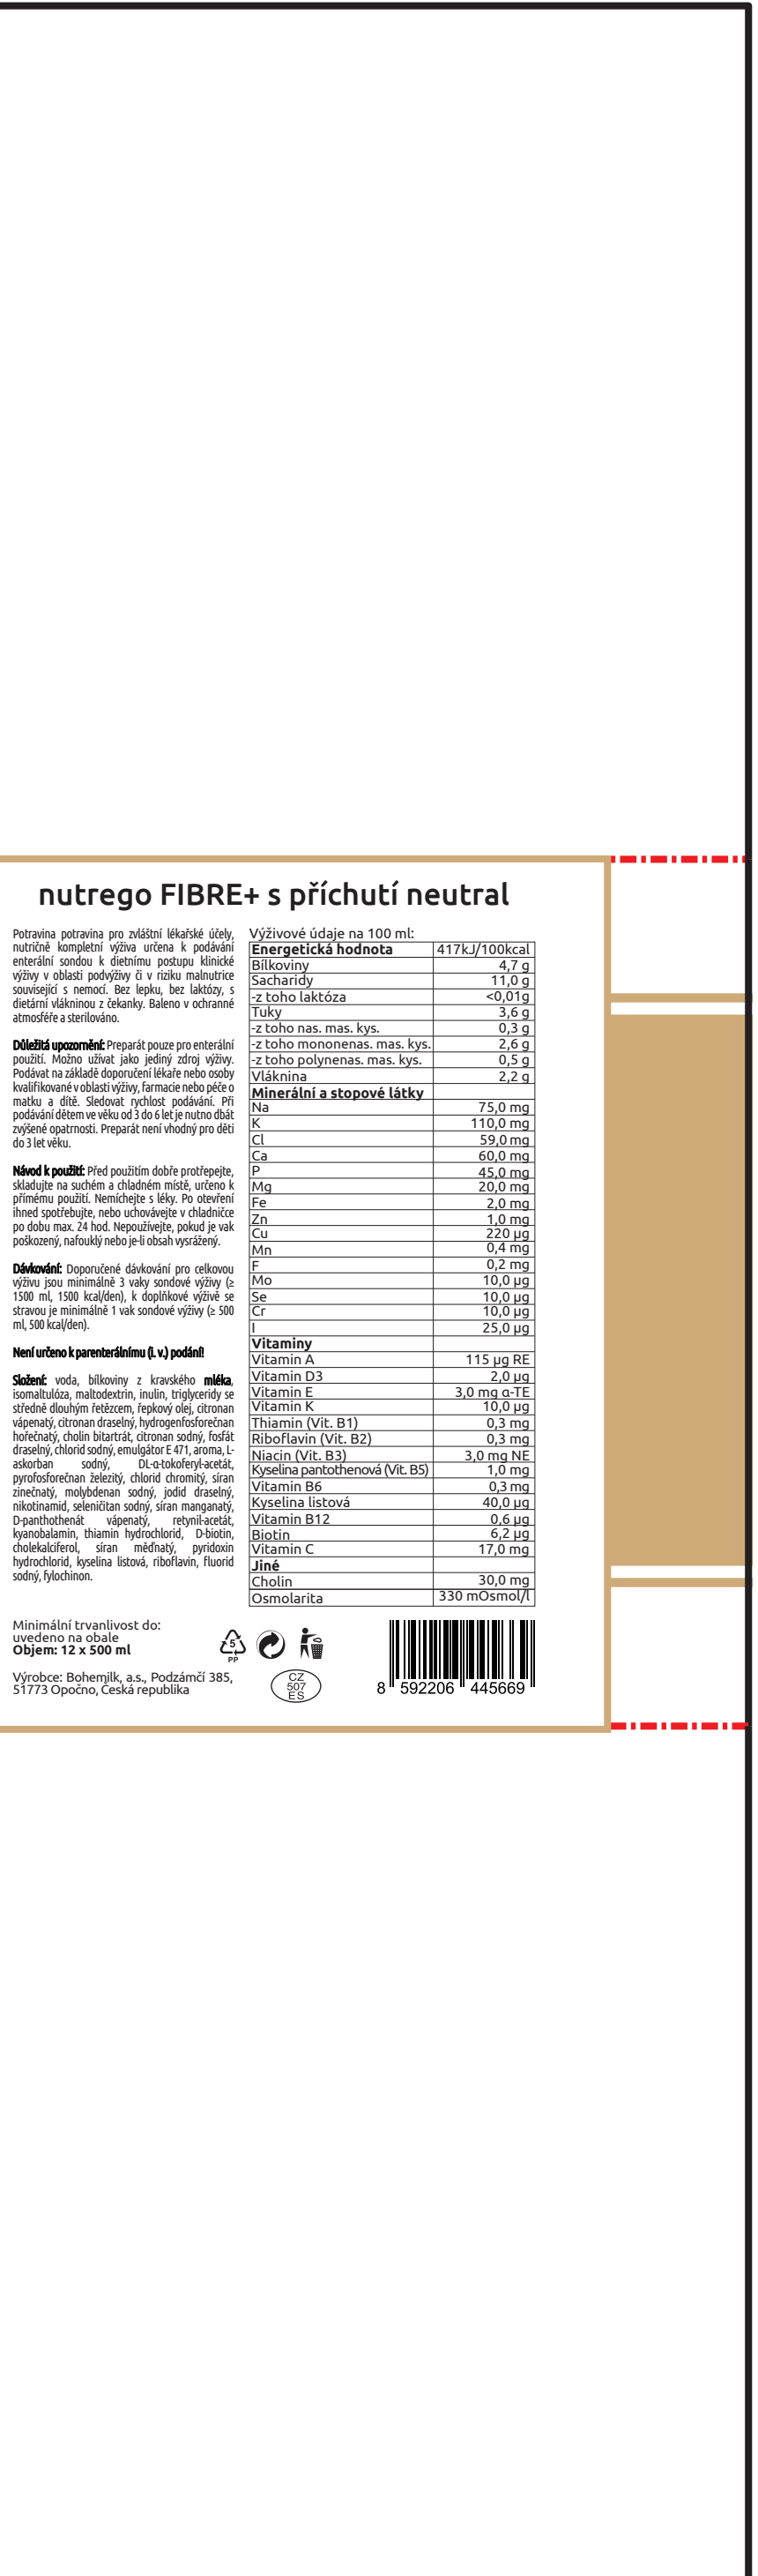 nutrego FIBRE+ s příchutí neutral
Potravina potravina pro zvláštní lékařské účely,
nutričně kompletní výživa určena k podávání
enterální sondou k dietnímu postupu klinické
výživy v oblasti podvýživy či v riziku malnutrice
související s nemocí. Bez lepku, bez laktózy, s
dietární vlákninou z čekanky. Baleno v ochranné
atmosféře a sterilováno.
Důležitá upozornění: Preparát pouze pro enterální
použití. Možno užívat jako jediný zdroj výživy.
Podávat na základě doporučení lékaře nebo osoby
kvalifikované v oblasti výživy, farmacie nebo péče o
matku a dítě. Sledovat rychlost podávání. Při
podávání dětem ve věku od 3 do 6 let je nutno dbát
zvýšené opatrnosti. Preparát není vhodný pro děti
do 3 let věku.
Návod k použití: Před použitím dobře protřepejte,
skladujte na suchém a chladném místě, určeno k
přímému použití. Nemíchejte s léky. Po otevření
ihned spotřebujte, nebo uchovávejte v chladničce
po dobu max. 24 hod. Nepoužívejte, pokud je vak
poškozený, nafouklý nebo je-li obsah vysrážený.
Dávkování: Doporučené dávkování pro celkovou
výživu jsou minimálně 3 vaky sondové výživy (≥
1500 ml, 1500 kcal/den), k doplňkové výživě se
stravou je minimálně 1 vak sondové výživy (≥ 500
ml, 500 kcal/den).
Není určeno k parenterálnímu (i. v.) podání!
Složení: voda, bílkoviny z kravského mléka,
isomaltulóza, maltodextrin, inulin, triglyceridy se
středně dlouhým řetězcem, řepkový olej, citronan
vápenatý, citronan draselný, hydrogenfosforečnan
hořečnatý, cholin bitartrát, citronan sodný, fosfát
draselný, chlorid sodný, emulgátor E 471, aroma, L-
askorban sodný, DL-α-tokoferyl-acetát,
pyrofosforečnan železitý, chlorid chromitý, síran
zinečnatý, molybdenan sodný, jodid draselný,
nikotinamid, seleničitan sodný, síran manganatý,
D-panthothenát vápenatý, retynil-acetát,
kyanobalamin, thiamin hydrochlorid, D-biotin,
cholekalciferol, síran měďnatý, pyridoxin
hydrochlorid, kyselina listová, riboflavin, fluorid
sodný, fylochinon.
Výživové údaje na 100 ml:
Energetická hodnota 417kJ/100kcal
Bílkoviny 4,7 g
Sacharidy 11,0 g
-z toho laktóza <0,01g
Tuky 3,6 g
-z toho nas. mas. kys. 0,3 g
-z toho mononenas. mas. kys. 2,6 g
-z toho polynenas. mas. kys. 0,5 g
Vláknina 2,2 g
Minerální a stopové látky
Na 75,0 mg
K 110,0 mg
Cl 59,0 mg
Ca 60,0 mg
P 45,0 mg
Mg 20,0 mg
Fe 2,0 mg
Zn 1,0 mg
Cu 220 µg
Mn 0,4 mg
F 0,2 mg
Mo 10,0 µg
Se 10,0 µg
Cr 10,0 µg
I 25,0 µg
Vitaminy
Vitamin A 115 µg RE
Vitamin D3 2,0 µg
Vitamin E 3,0 mg α-TE
Vitamin K 10,0 µg
Thiamin (Vit. B1) 0,3 mg
Riboflavin (Vit. B2) 0,3 mg
Niacin (Vit. B3) 3,0 mg NE
Kyselina pantothenová (Vit. B5) 1,0 mg
Vitamin B6 0,3 mg
Kyselina listová 40,0 µg
Vitamin B12 0,6 µg
Biotin 6,2 µg
Vitamin C 17,0 mg
Jiné
Cholin 30,0 mg
Osmolarita 330 mOsmol/l
Minimální trvanlivost do:
uvedeno na obale
Objem: 12 x 500 ml
Výrobce: Bohemilk, a.s., Podzámčí 385,
51773 Opočno, Česká republika
5
PP
CZ
507
ES
8 592206 445669